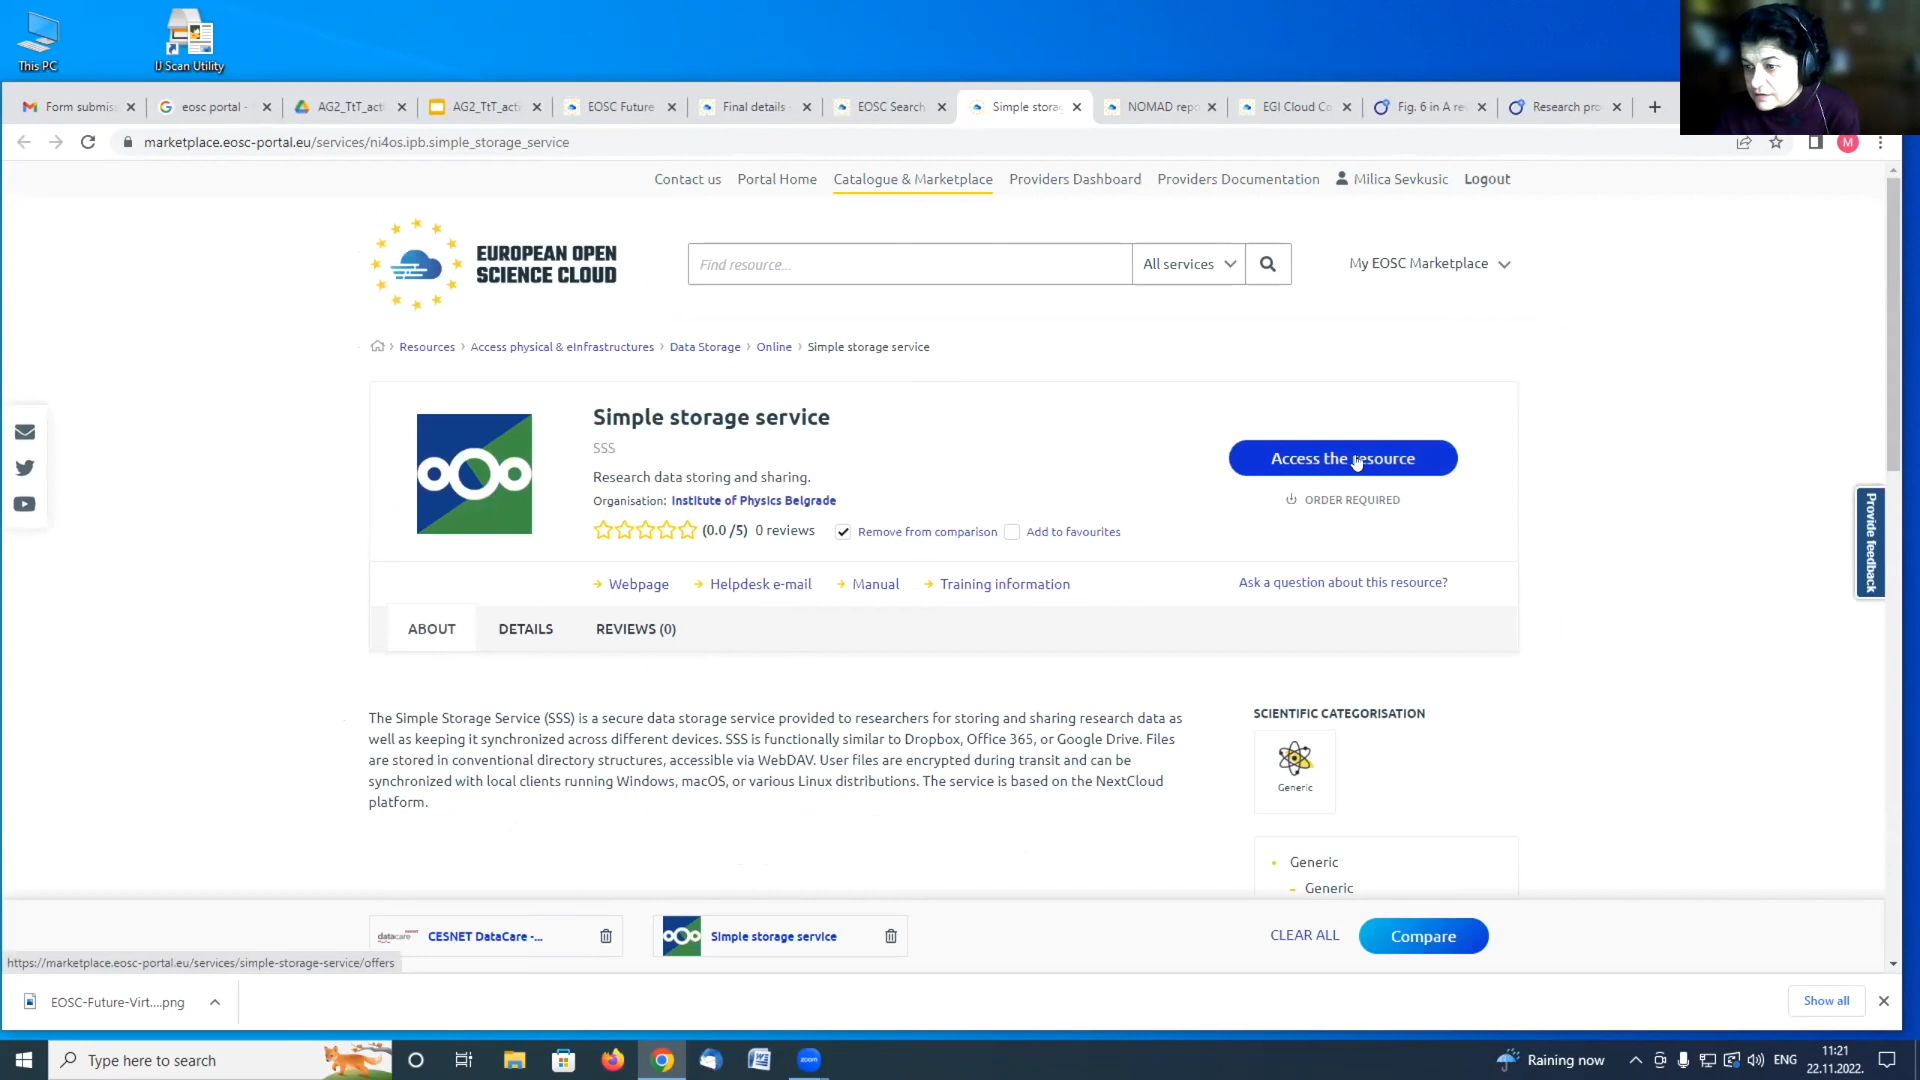 This PC
IJ Scan Utility
Form submis
eosc portal -
AG2_TtT_acti
AG2_TtT_acti
EOSC Future
Final details -
EOSC Search
Simple storag
NOMAD repo
EGI Cloud Co
Fig. 6 in A re
Research pro
marketplace.eosc-portal.eu/services/ni4os.ipb.simple_storage_service
M
Contact us
Portal Home
Catalogue & Marketplace
Providers Dashboard
Providers Documentation
Milica Sevkusic
Logout
EUROPEAN OPEN
SCIENCE CLOUD
Find resource...
All services
My EOSC Marketplace
Resources › Access physical & eInfrastructures › Data Storage › Online › Simple storage service
Simple storage service
SSS
Research data storing and sharing.
Organisation: Institute of Physics Belgrade
(0.0 /5) 0 reviews
Remove from comparison
Add to favourites
Access the resource
ORDER REQUIRED
Webpage
Helpdesk e-mail
Manual
Training information
Ask a question about this resource?
Provide feedback
ABOUT
DETAILS
REVIEWS (0)
The Simple Storage Service (SSS) is a secure data storage service provided to researchers for storing and sharing research data as
well as keeping it synchronized across different devices. SSS is functionally similar to Dropbox, Office 365, or Google Drive. Files
are stored in conventional directory structures, accessible via WebDAV. User files are encrypted during transit and can be
synchronized with local clients running Windows, macOS, or various Linux distributions. The service is based on the NextCloud
platform.
SCIENTIFIC CATEGORISATION
Generic
Generic
Generic
datacare
CESNET DataCare -...
Simple storage service
CLEAR ALL
Compare
https://marketplace.eosc-portal.eu/services/simple-storage-service/offers
EOSC-Future-Virt....png
Show all
Type here to search
zoom
Raining now
ENG
11:21
22.11.2022.